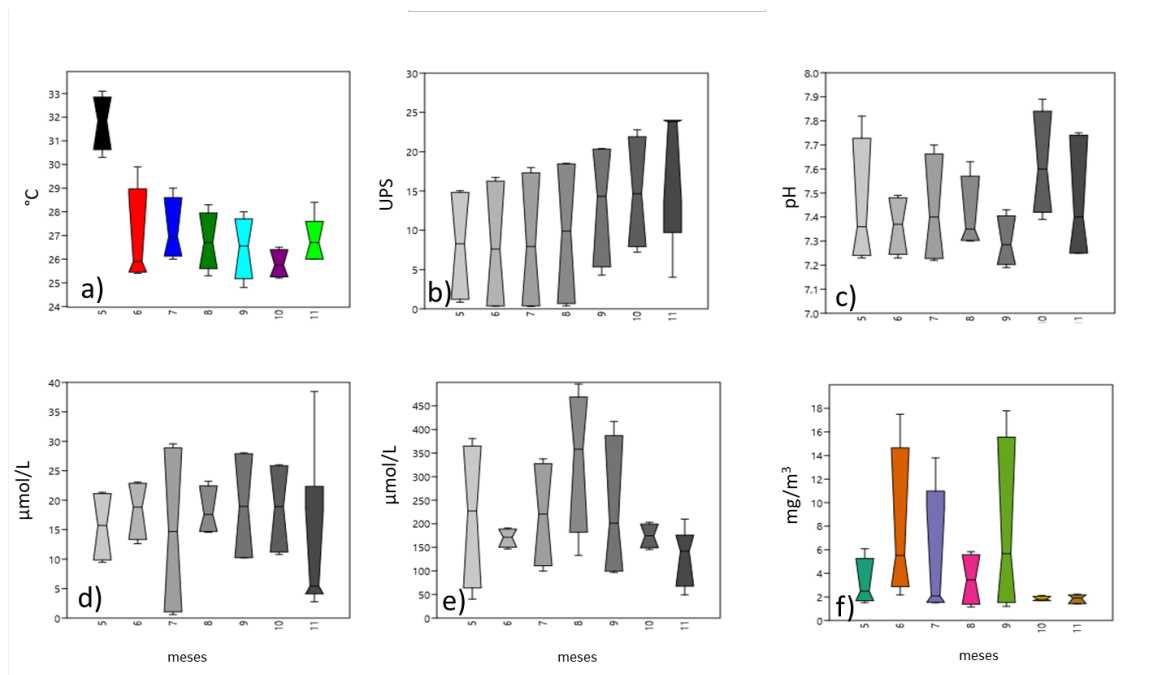 33
32
31
30
29
28
27
26
25
24
°C
a)
5 6 7 8 9 10 11
30
25
20
15
10
5
0
UPS
b)
5 6 7 8 9 10 11
8.0
7.9
7.8
7.7
7.6
7.5
7.4
7.3
7.2
7.1
7.0
pH
c)
5 6 7 8 9 10 11
40
35
30
25
20
15
10
5
0
µmol/L
d)
5 6 7 8 9 10 11
meses
450
400
350
300
250
200
150
100
50
0
µmol/L
e)
5 6 7 8 9 10 11
meses
18
16
14
12
10
8
6
4
2
0
mg/m³
f)
5 6 7 8 9 10 11
meses